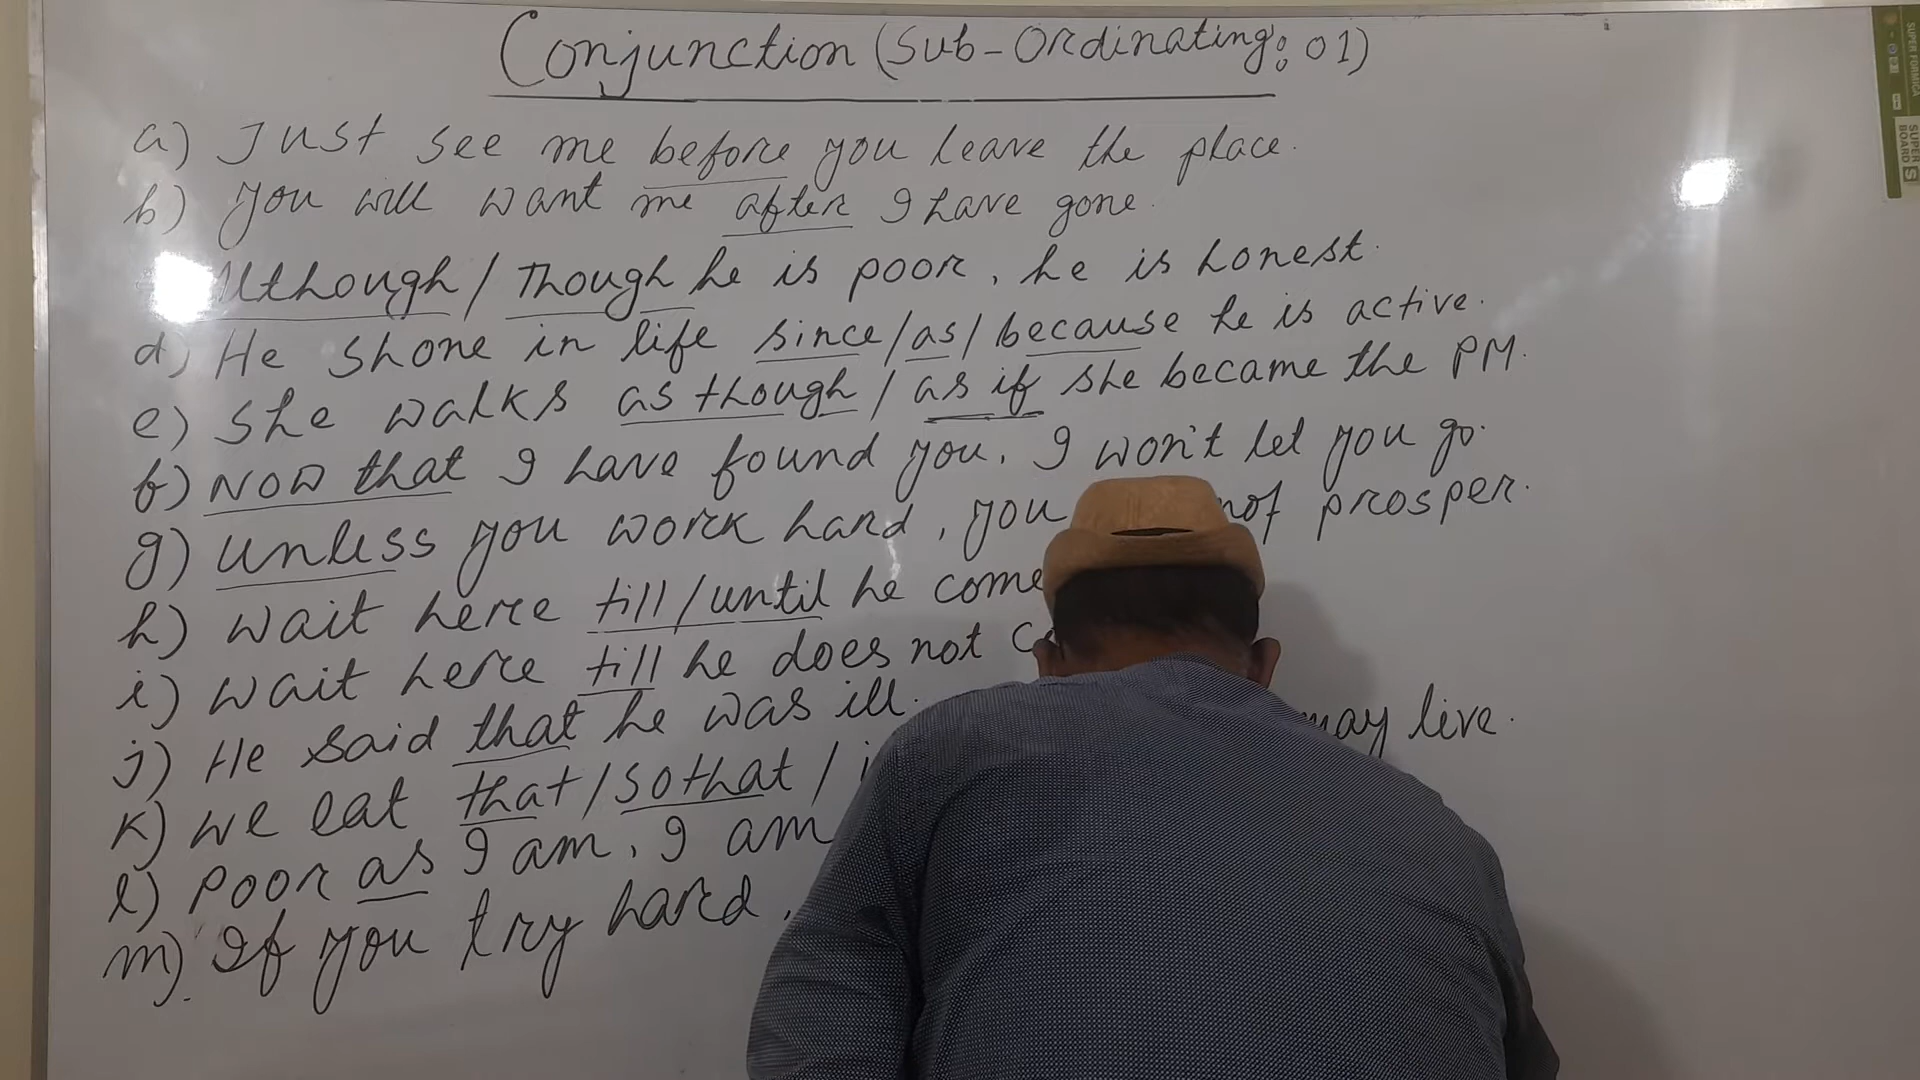 Conjunction (Sub-Ordinating: 01)
a) Just see me before you leave the place.
b) you will want me after I have gone.
Although / Though he is poor, he is honest.
d) He shone in life since / as / because he is active.
e) She walks as though / as if she became the PM.
f) Now that I have found you, I won't let you go.
g) Unless you work hard, you not prosper.
h) Wait here till / until he come
i) Wait here till he does not
j) He said that he was ill.
k) We eat that / so that / may live.
l) Poor as I am, I am
m) If you try hard,
SUPER FORMICA
SUPER BOARD S